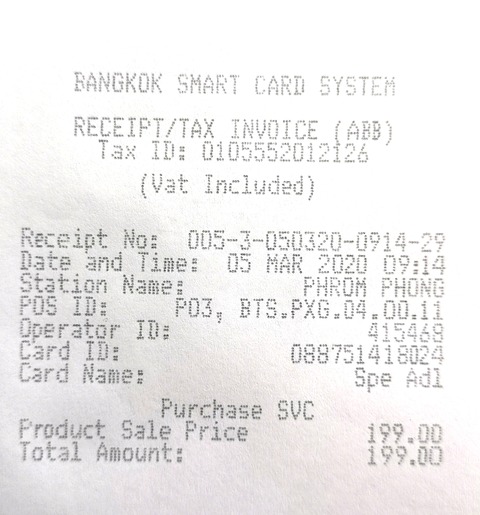 BANGKOK SMART CARD SYSTEM
RECEIPT/TAX INVOICE (ABB)
Tax ID: 0105552012126
(Vat Included)
Receipt No: 005-3-050320-0914-29
Date and Time: 05 MAR 2020 09:14
Station Name: PHROM PHONG
POS ID: PO3, BTS.PXG.04.00.11
Operator ID: 415468
Card ID: 088751418024
Card Name: Spe Adl
Purchase SVC
Product Sale Price 199.00
Total Amount: 199.00